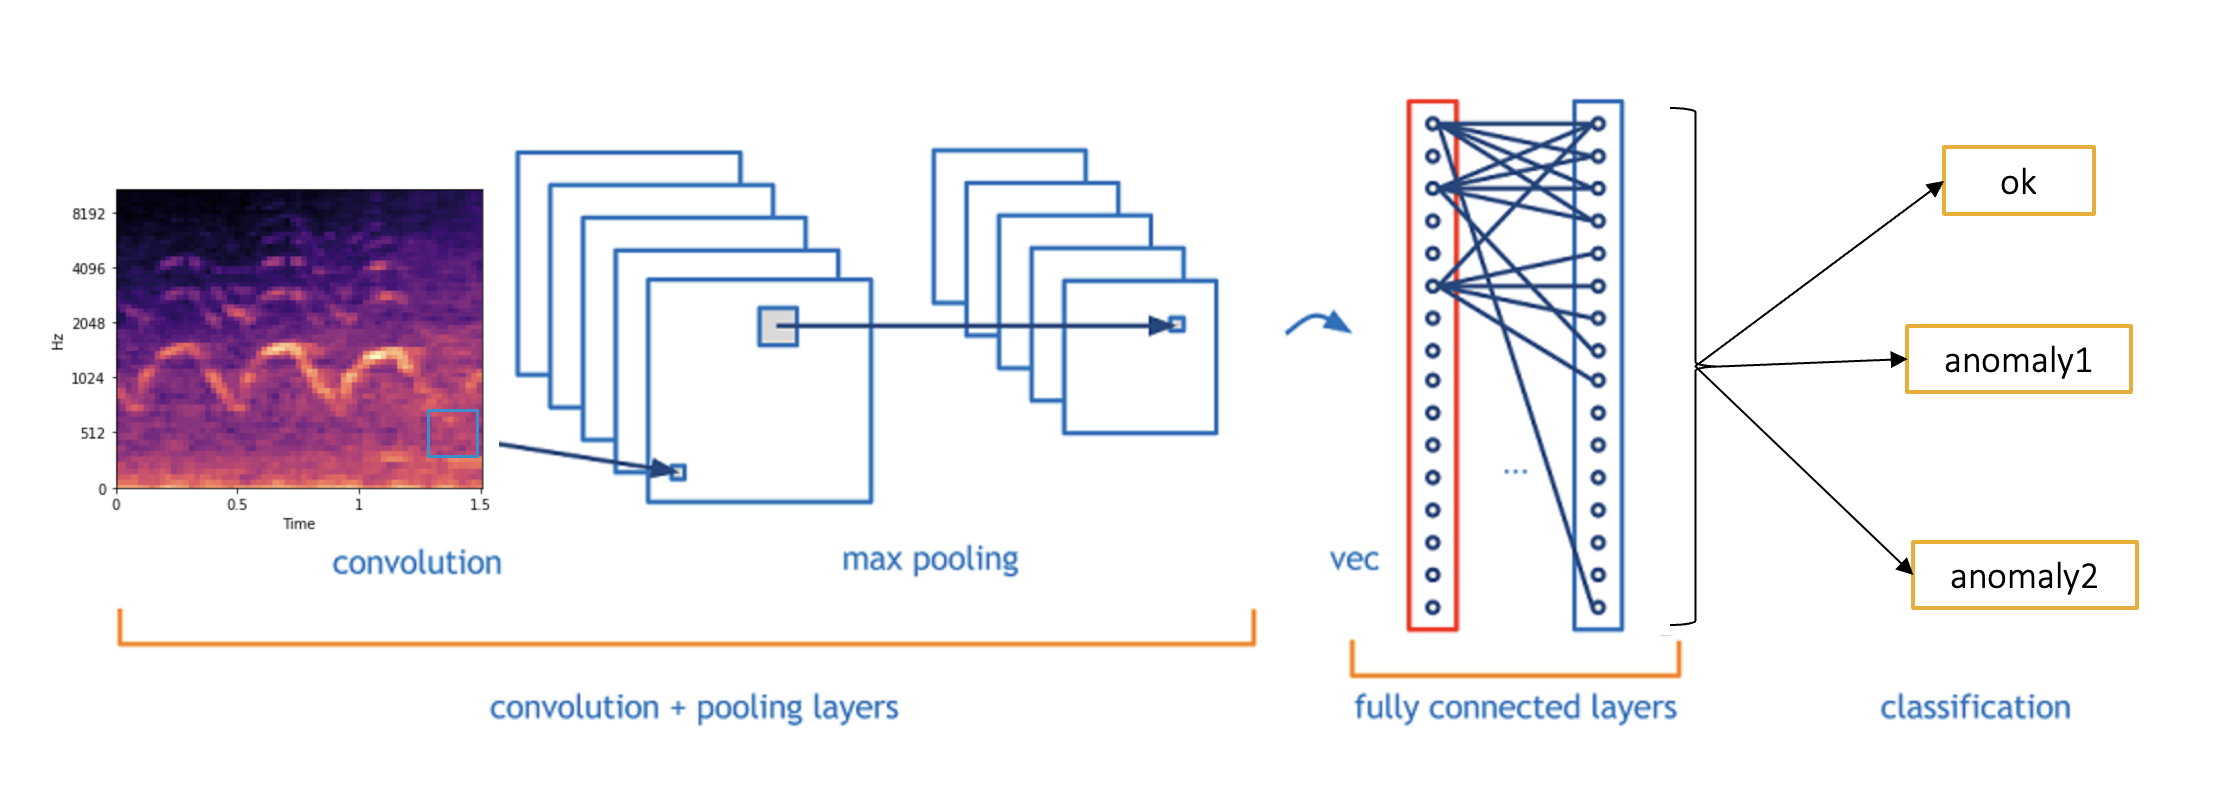 8192
4096
2048
1024
512
0
Hz
0
0.5
1
1.5
Time
convolution
max pooling
vec
...
ok
anomaly1
anomaly2
convolution + pooling layers
fully connected layers
classification